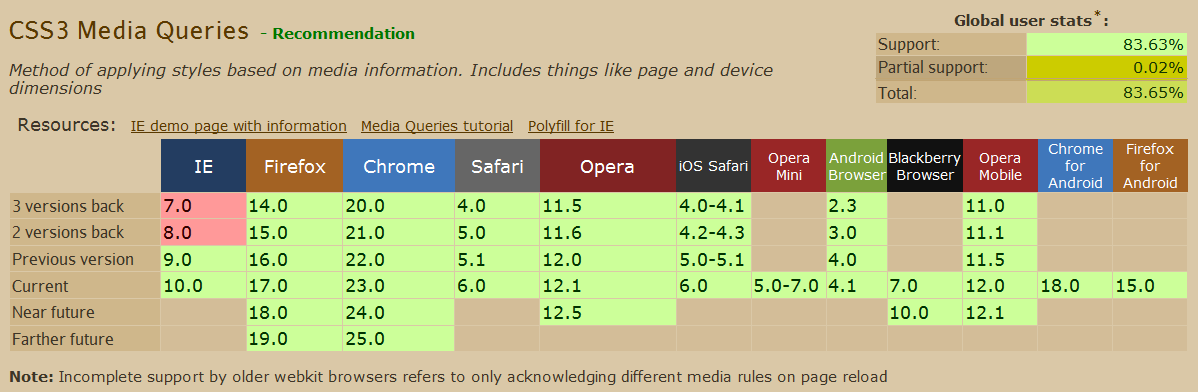 CSS3 Media Queries - Recommendation
Global user stats*:
Support: 83.63%
Partial support: 0.02%
Total: 83.65%
Method of applying styles based on media information. Includes things like page and device
dimensions
Resources: IE demo page with information Media Queries tutorial Polyfill for IE
IE Firefox Chrome Safari Opera iOS Safari Opera Mini Android Browser Blackberry Browser Opera Mobile Chrome for Android Firefox for Android
3 versions back 7.0 14.0 20.0 4.0 11.5 4.0-4.1 2.3 11.0
2 versions back 8.0 15.0 21.0 5.0 11.6 4.2-4.3 3.0 11.1
Previous version 9.0 16.0 22.0 5.1 12.0 5.0-5.1 4.0 11.5
Current 10.0 17.0 23.0 6.0 12.1 6.0 5.0-7.0 4.1 7.0 12.0 18.0 15.0
Near future 18.0 24.0 12.5 10.0 12.1
Farther future 19.0 25.0
Note: Incomplete support by older webkit browsers refers to only acknowledging different media rules on page reload